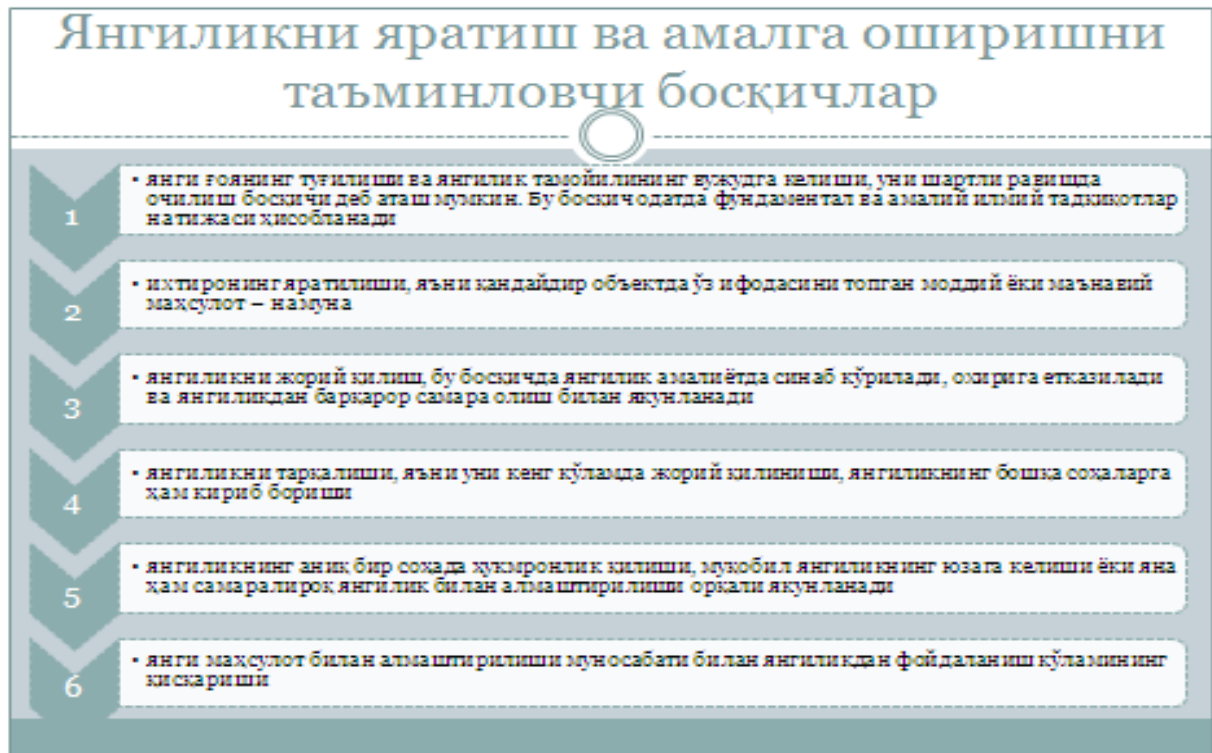 Янгиликни яратиш ва амалга оширишни
таъминловчи босқичлар
1
• янги ғоянинг туғилиши ва янгилик тамойилининг вужудга келиши, уни шартли равишда
очилиш босқичи деб аташ мумкин. Бу босқич одатда фундаментал ва амалий илмий тадқиқотлар
натижаси ҳисобланади
2
• ихтиронинг яратилиши, яъни қандайдир объектда ўз ифодасини топган моддий ёки маънавий
маҳсулот – намуна
3
• янгиликни жорий қилиш, бу босқичда янгилик амалиётда синаб кўрилади, охирига етказилади
ва янгиликдан барқарор самара олиш билан якунланади
4
• янгиликни тарқалиши, яъни уни кенг кўламда жорий қилиниши, янгиликнинг бошқа соҳаларга
ҳам кириб бориши
5
• янгиликнинг аниқ бир соҳада ҳукмронлик қилиши, муқобил янгиликнинг юзага келиши ёки яна
ҳам самаралироқ янгилик билан алмаштирилиши орқали якунланади
6
• янги маҳсулот билан алмаштирилиши муносабати билан янгиликдан фойдаланиш кўламининг
қисқариши